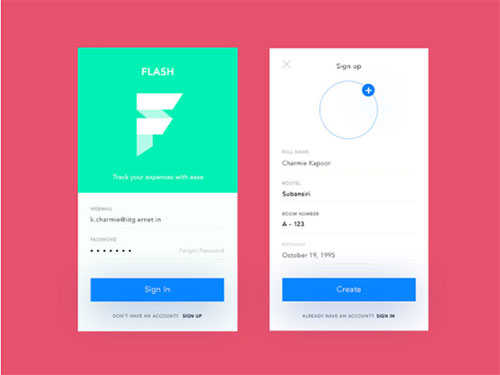 FLASH
Track your expenses with ease
WEBMAIL
k.charmie@iitg.ernet.in
PASSWORD
Forgot Password
Sign In
DON'T HAVE AN ACCOUNT? SIGN UP
Sign up
FULL NAME
Charmie Kapoor
HOSTEL
Subansiri
ROOM NUMBER
A - 123
BIRTHDAY
October 19, 1995
Create
ALREADY HAVE AN ACCOUNT? SIGN IN